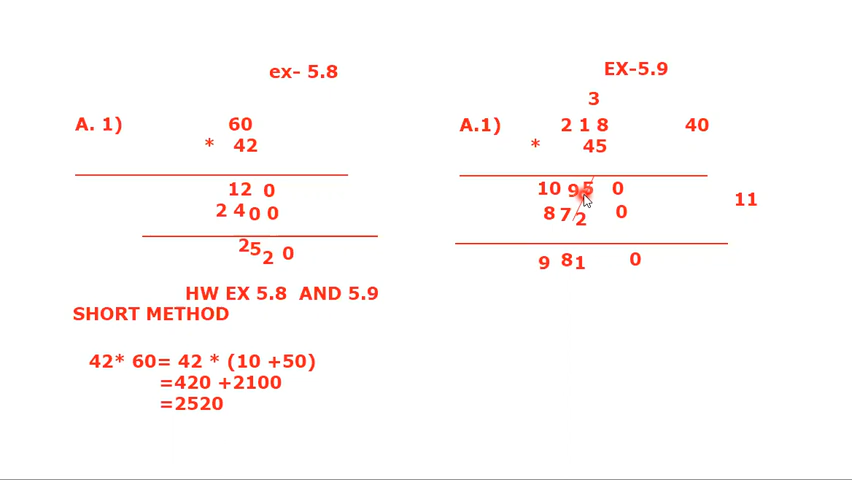 ex- 5.8
A. 1) 60
* 42
12 0
2 4 0 0
2 5 2 0
HW EX 5.8 AND 5.9
SHORT METHOD
42* 60= 42 * (10 +50)
=420 +2100
=2520
EX-5.9
3
A.1) 2 1 8 40
* 45
10 9 5 0
11
8 7 2 0
9 8 1 0